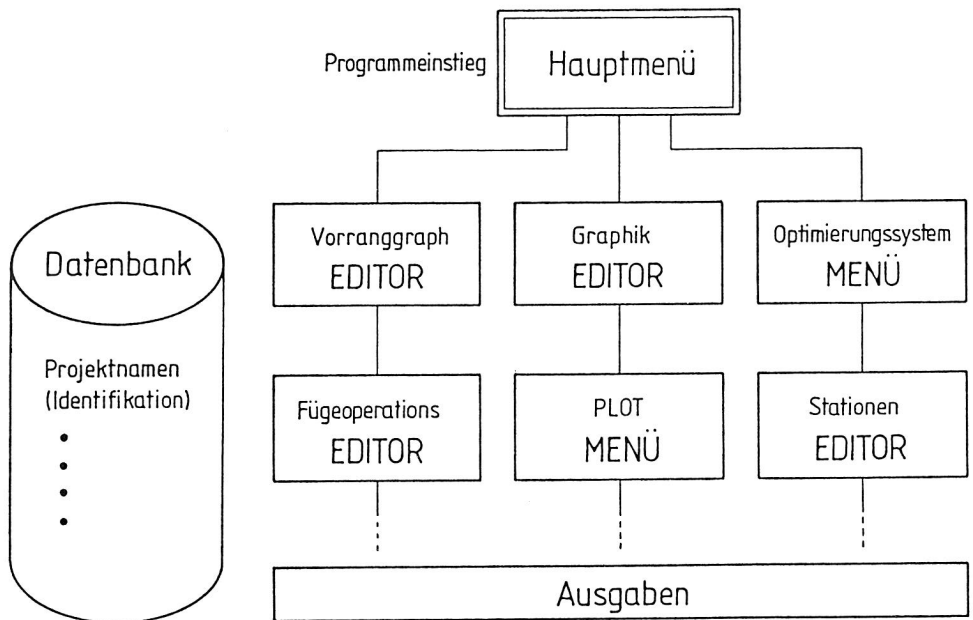 Programmeinstieg
Hauptmenü
Datenbank
Projektnamen
(Identifikation)
Vorranggraph
EDITOR
Graphik
EDITOR
Optimierungssystem
MENÜ
Fügeoperations
EDITOR
PLOT
MENÜ
Stationen
EDITOR
Ausgaben